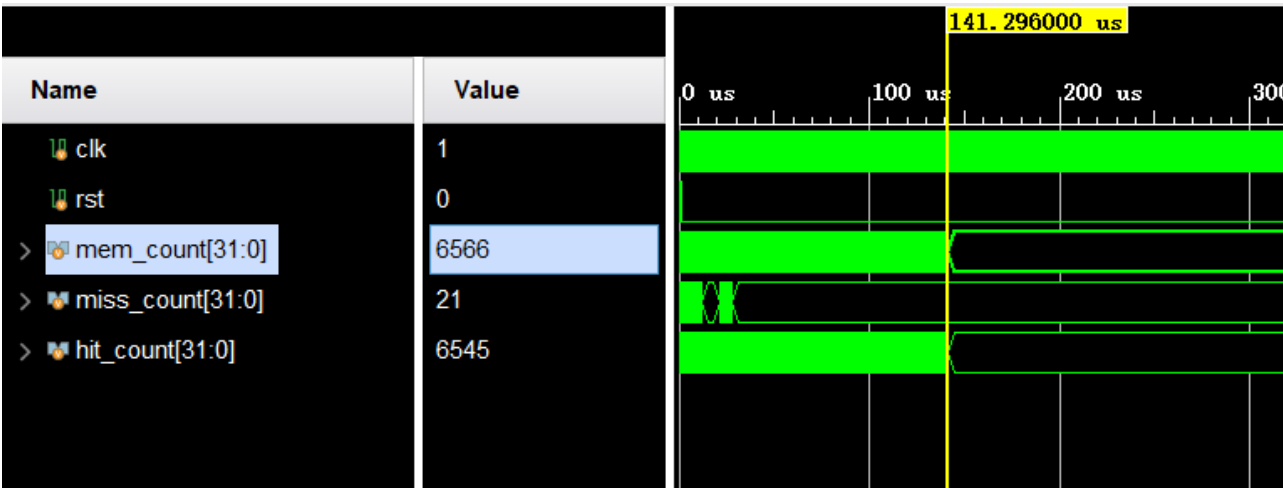 141.296000 us
Name Value
0 us 100 us 200 us 300
clk 1
rst 0
mem_count[31:0] 6566
miss_count[31:0] 21
hit_count[31:0] 6545